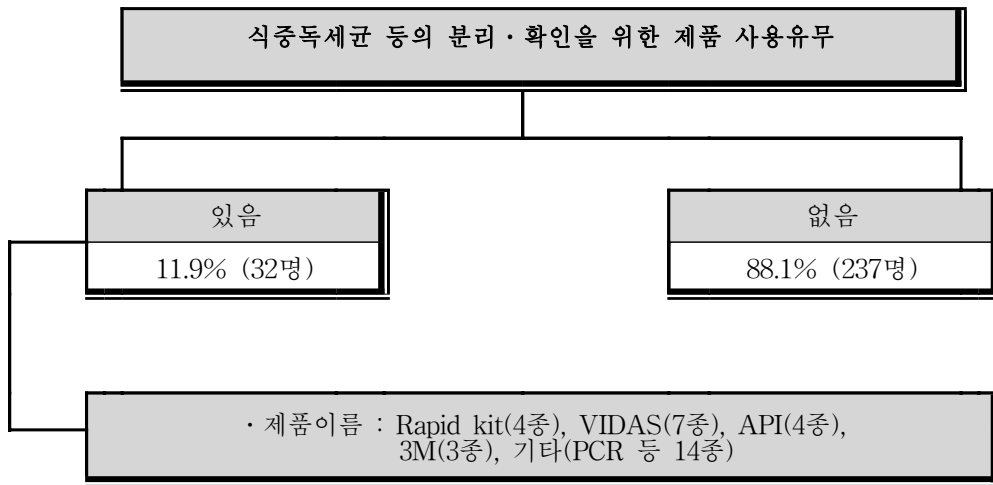 식중독세균 등의 분리·확인을 위한 제품 사용유무
있음
없음
11.9% (32명)
88.1% (237명)
·제품이름 : Rapid kit(4종), VIDAS(7종), API(4종),
3M(3종), 기타(PCR 등 14종)